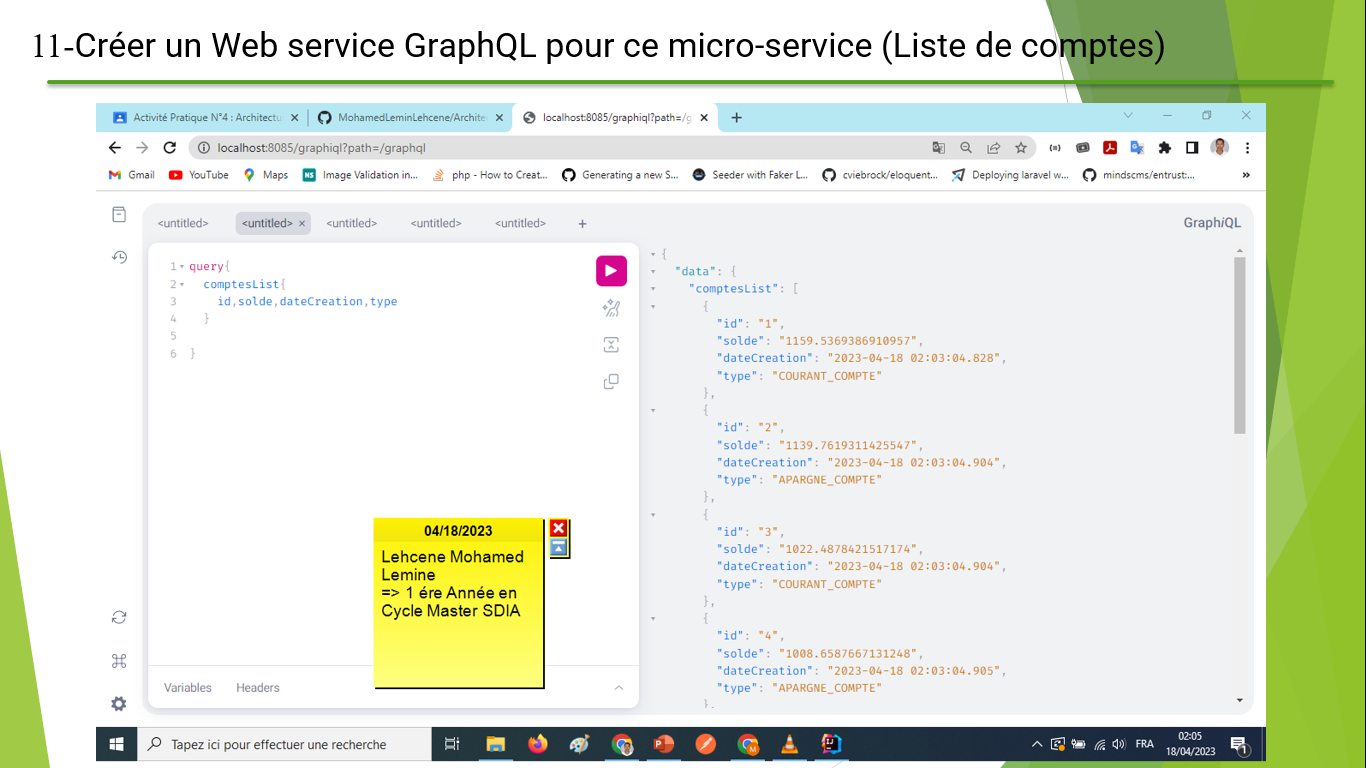 11-Créer un Web service GraphQL pour ce micro-service (Liste de comptes)
Activité Pratique N°4 : Architectu
MohamedLeminLehcene/Archite
localhost:8085/graphiql?path=/g
localhost:8085/graphiql?path=/graphql
Gmail
YouTube
Maps
NS
Image Validation in...
php - How to Creat...
Generating a new S...
Seeder with Faker L...
cviebrock/eloquent...
Deploying laravel w...
mindscms/entrust:...
»
<untitled>
<untitled>
<untitled>
<untitled>
<untitled>
+
GraphiQL
1 query{
2 comptesList{
3 id,solde,dateCreation,type
4 }
5
6 }
{
"data": {
"comptesList": [
{
"id": "1",
"solde": "1159.5369386910957",
"dateCreation": "2023-04-18 02:03:04.828",
"type": "COURANT_COMPTE"
},
{
"id": "2",
"solde": "1139.7619311425547",
"dateCreation": "2023-04-18 02:03:04.904",
"type": "APARGNE_COMPTE"
},
{
"id": "3",
"solde": "1022.4878421517174",
"dateCreation": "2023-04-18 02:03:04.904",
"type": "COURANT_COMPTE"
},
{
"id": "4",
"solde": "1008.6587667131248",
"dateCreation": "2023-04-18 02:03:04.905",
"type": "APARGNE_COMPTE"
},
04/18/2023
Lehcene Mohamed
Lemine
=> 1 ére Année en
Cycle Master SDIA
Variables
Headers
Tapez ici pour effectuer une recherche
FRA
02:05
18/04/2023
1